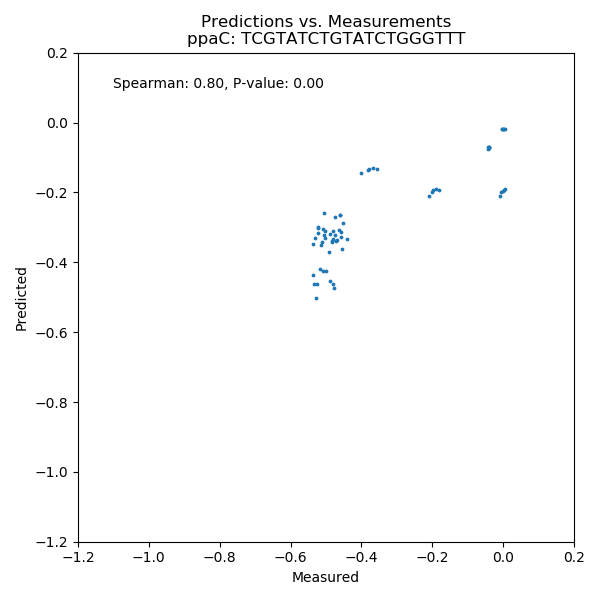 Predictions vs. Measurements
ppaC: TCGTATCTGTATCTGGGTTT
Spearman: 0.80, P-value: 0.00
0.2
0.0
−0.2
−0.4
−0.6
−0.8
−1.0
−1.2
Predicted
−1.2 −1.0 −0.8 −0.6 −0.4 −0.2 0.0 0.2
Measured